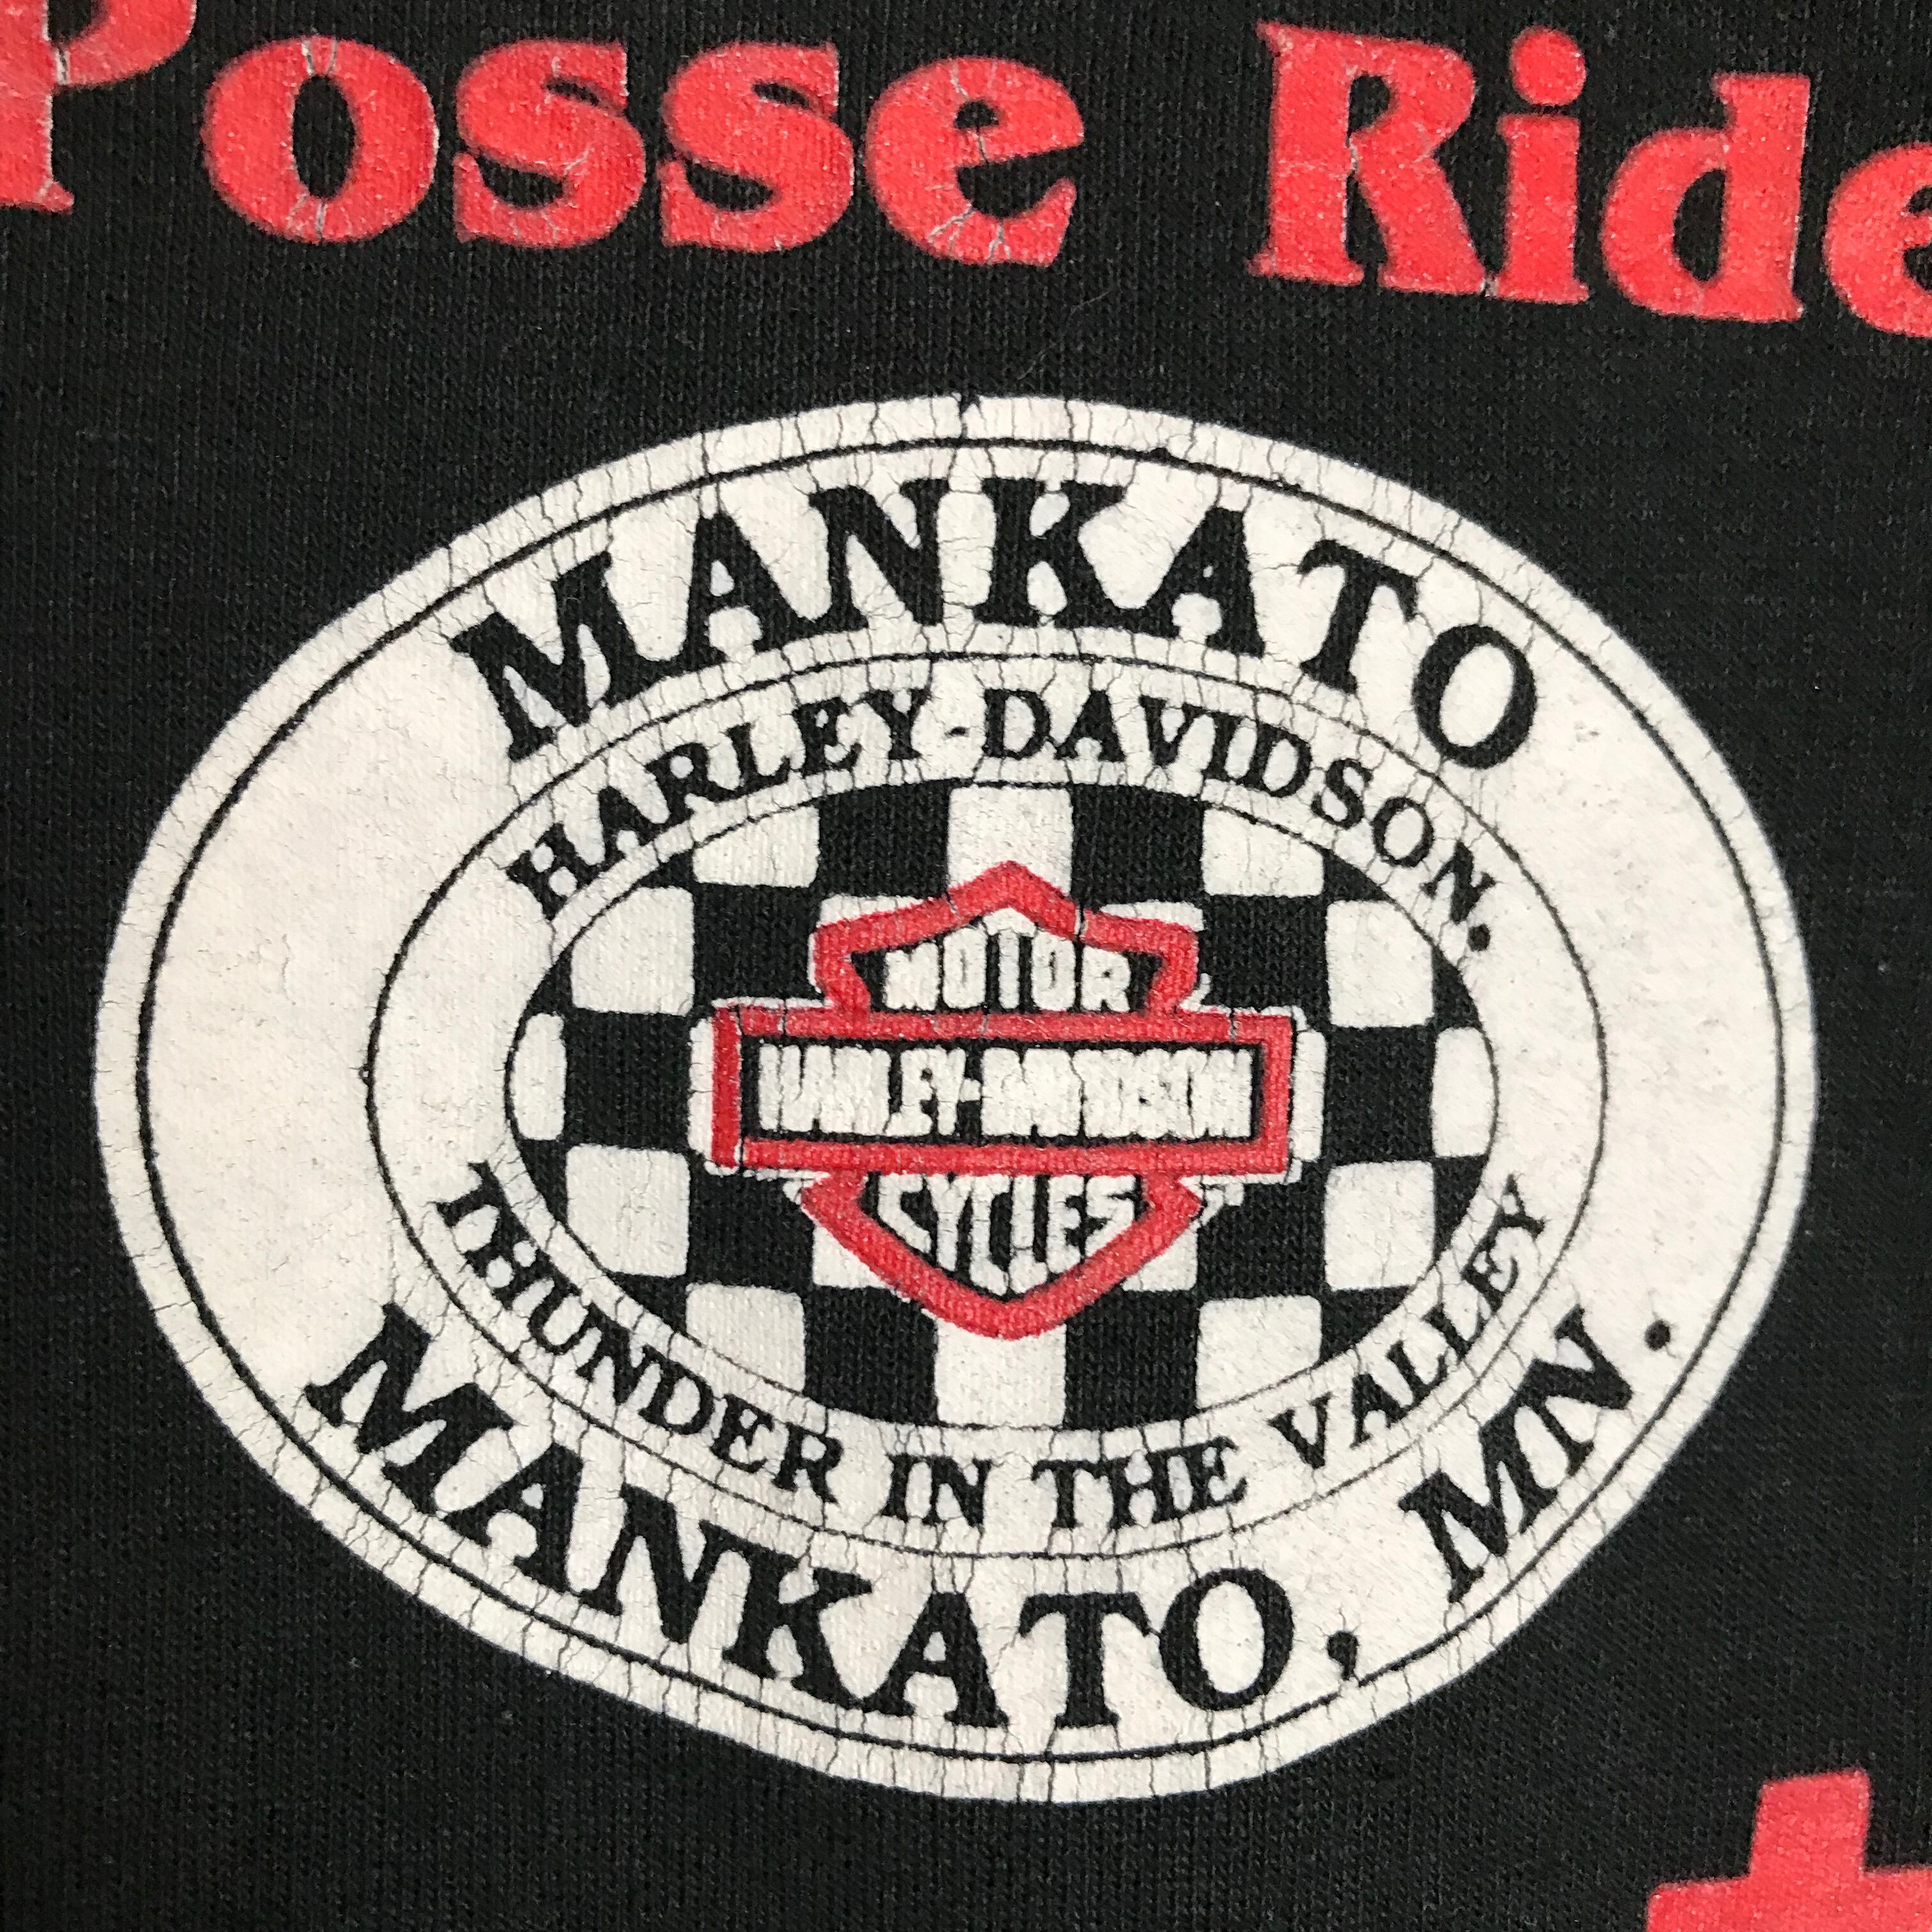 Posse Ride
MANKATO
HARLEY-DAVIDSON.
MOTOR
HARLEY-DAVIDSON
CYCLES
THUNDER IN THE VALLEY
MANKATO, MN.
t